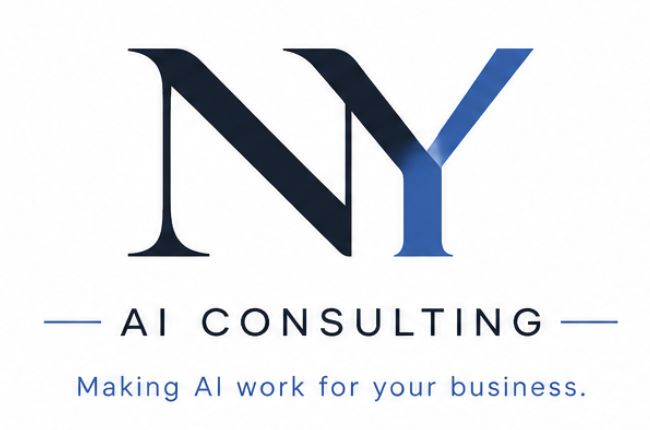 NY
AI CONSULTING
Making AI work for your business.